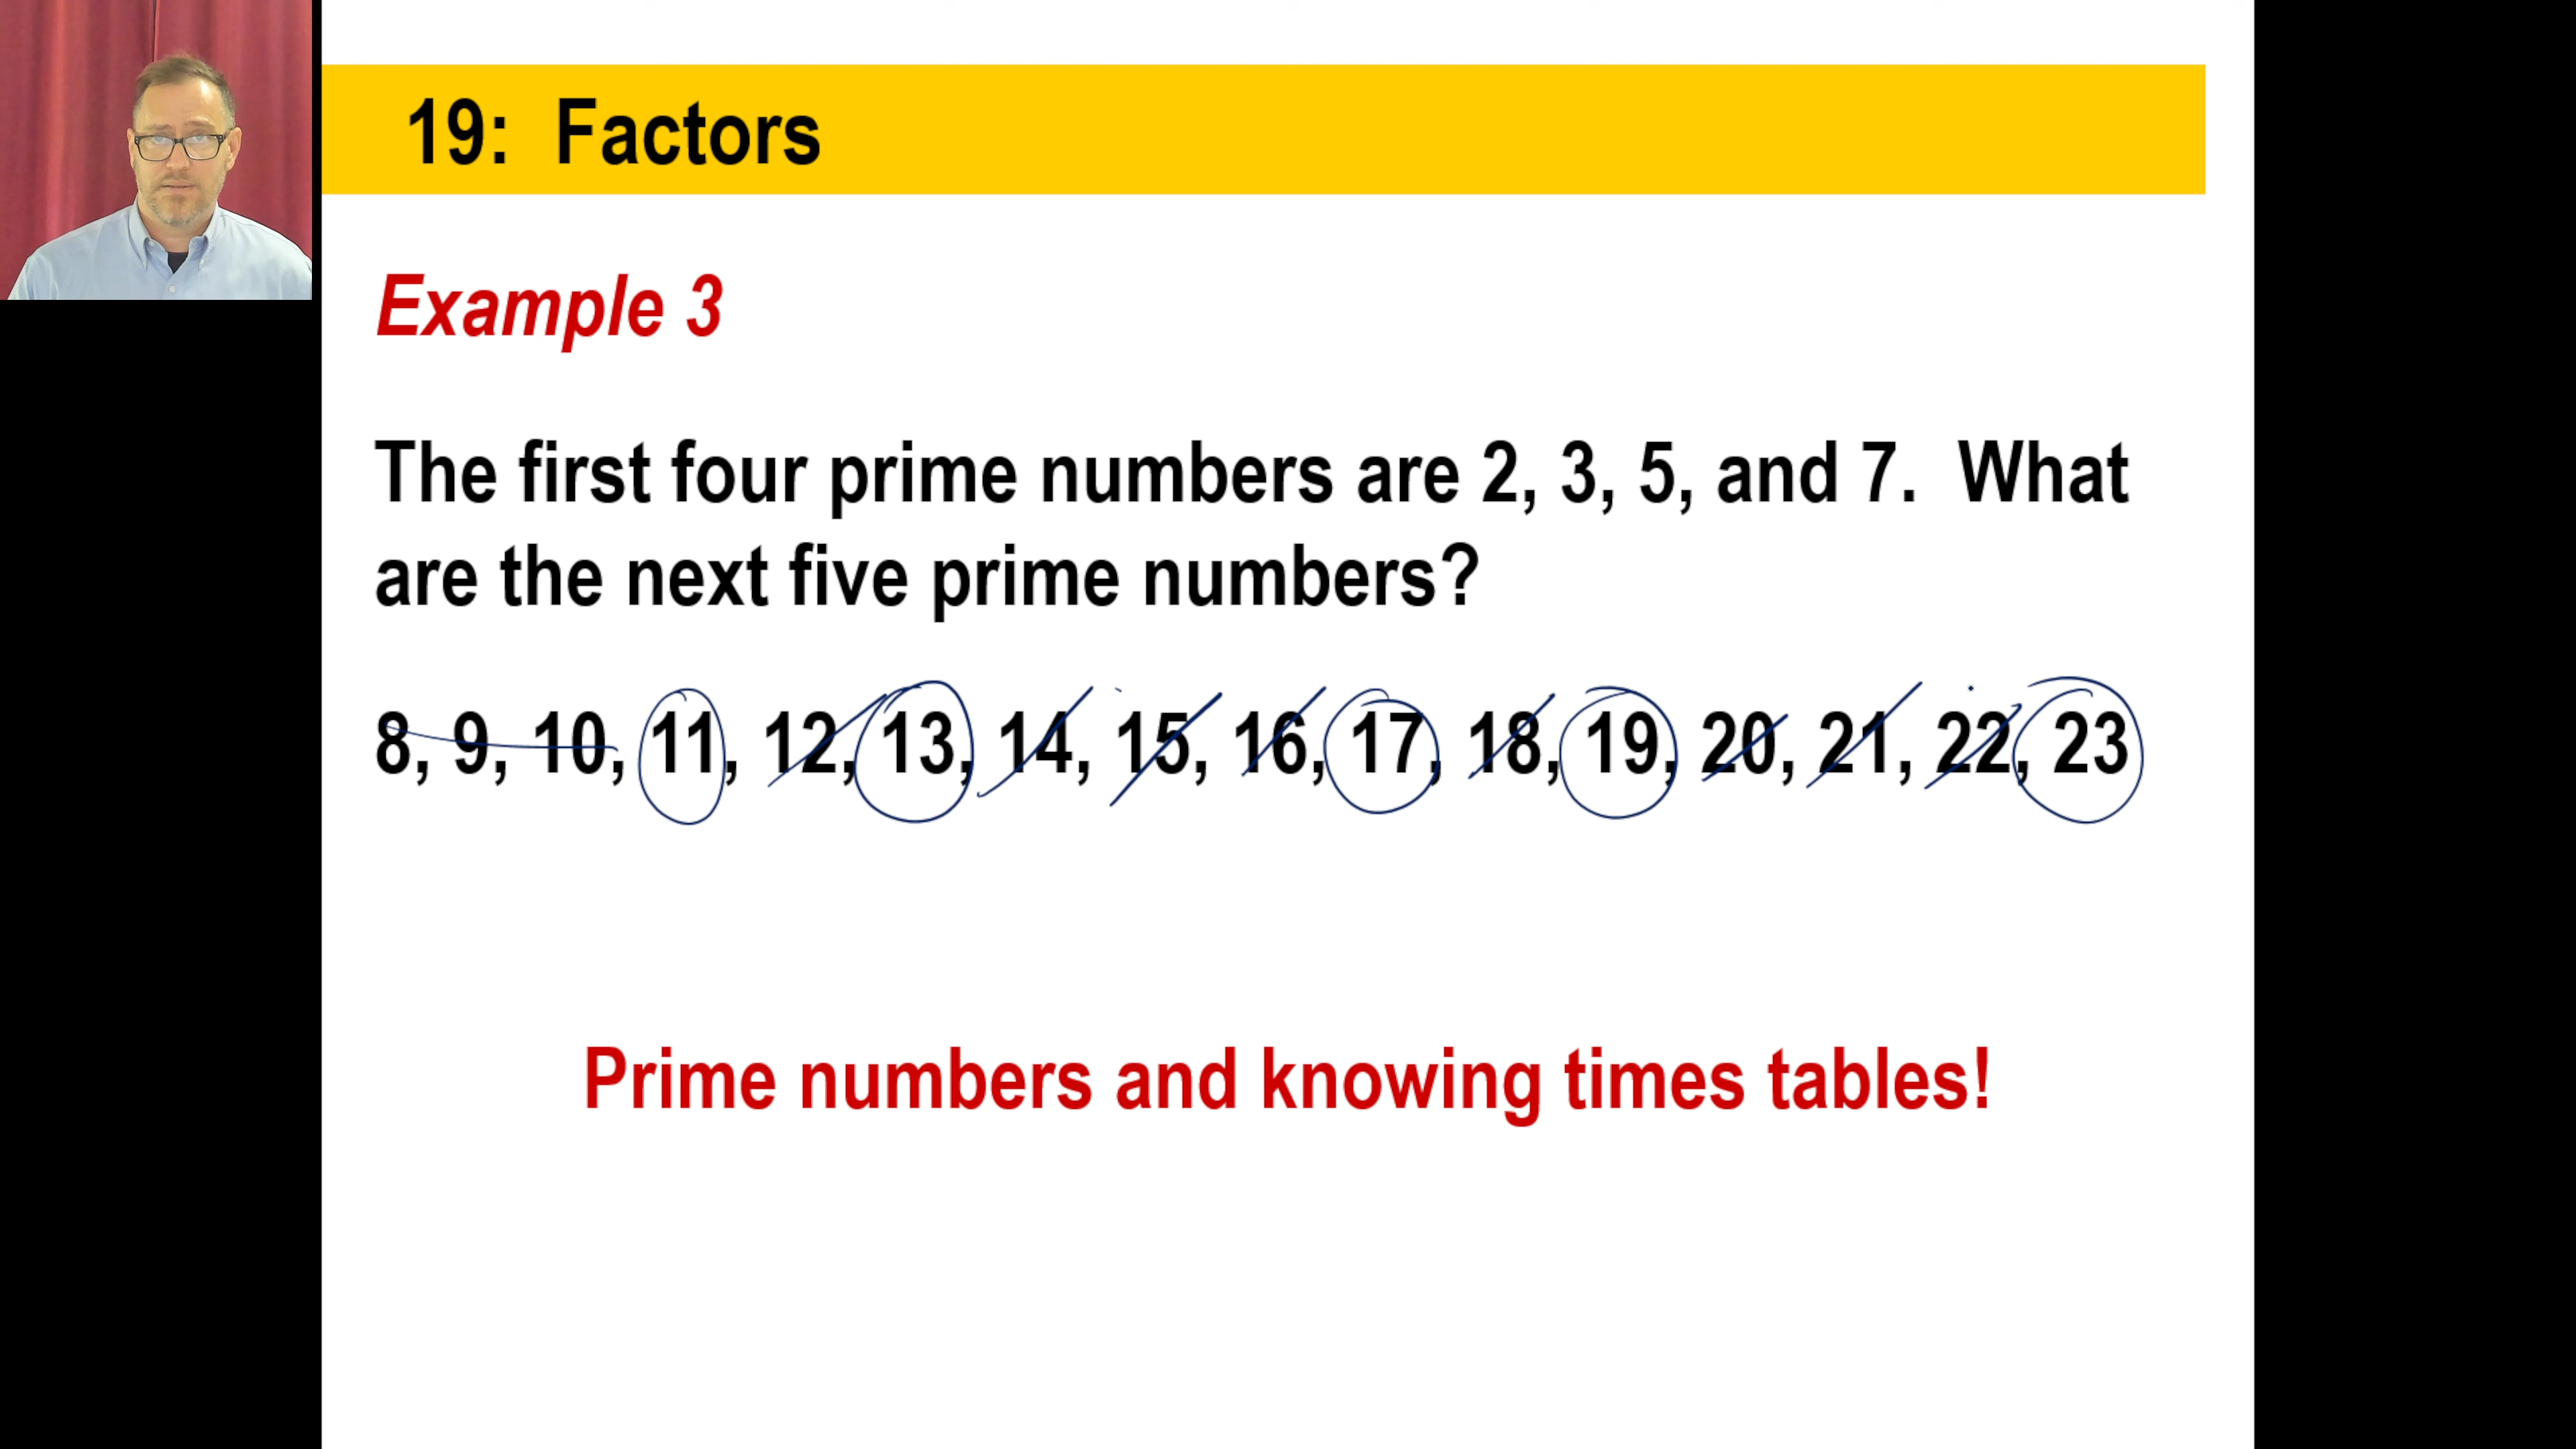 19: Factors
Example 3
The first four prime numbers are 2, 3, 5, and 7. What
are the next five prime numbers?
8, 9, 10, 11, 12, 13, 14, 15, 16, 17, 18, 19, 20, 21, 22, 23
Prime numbers and knowing times tables!